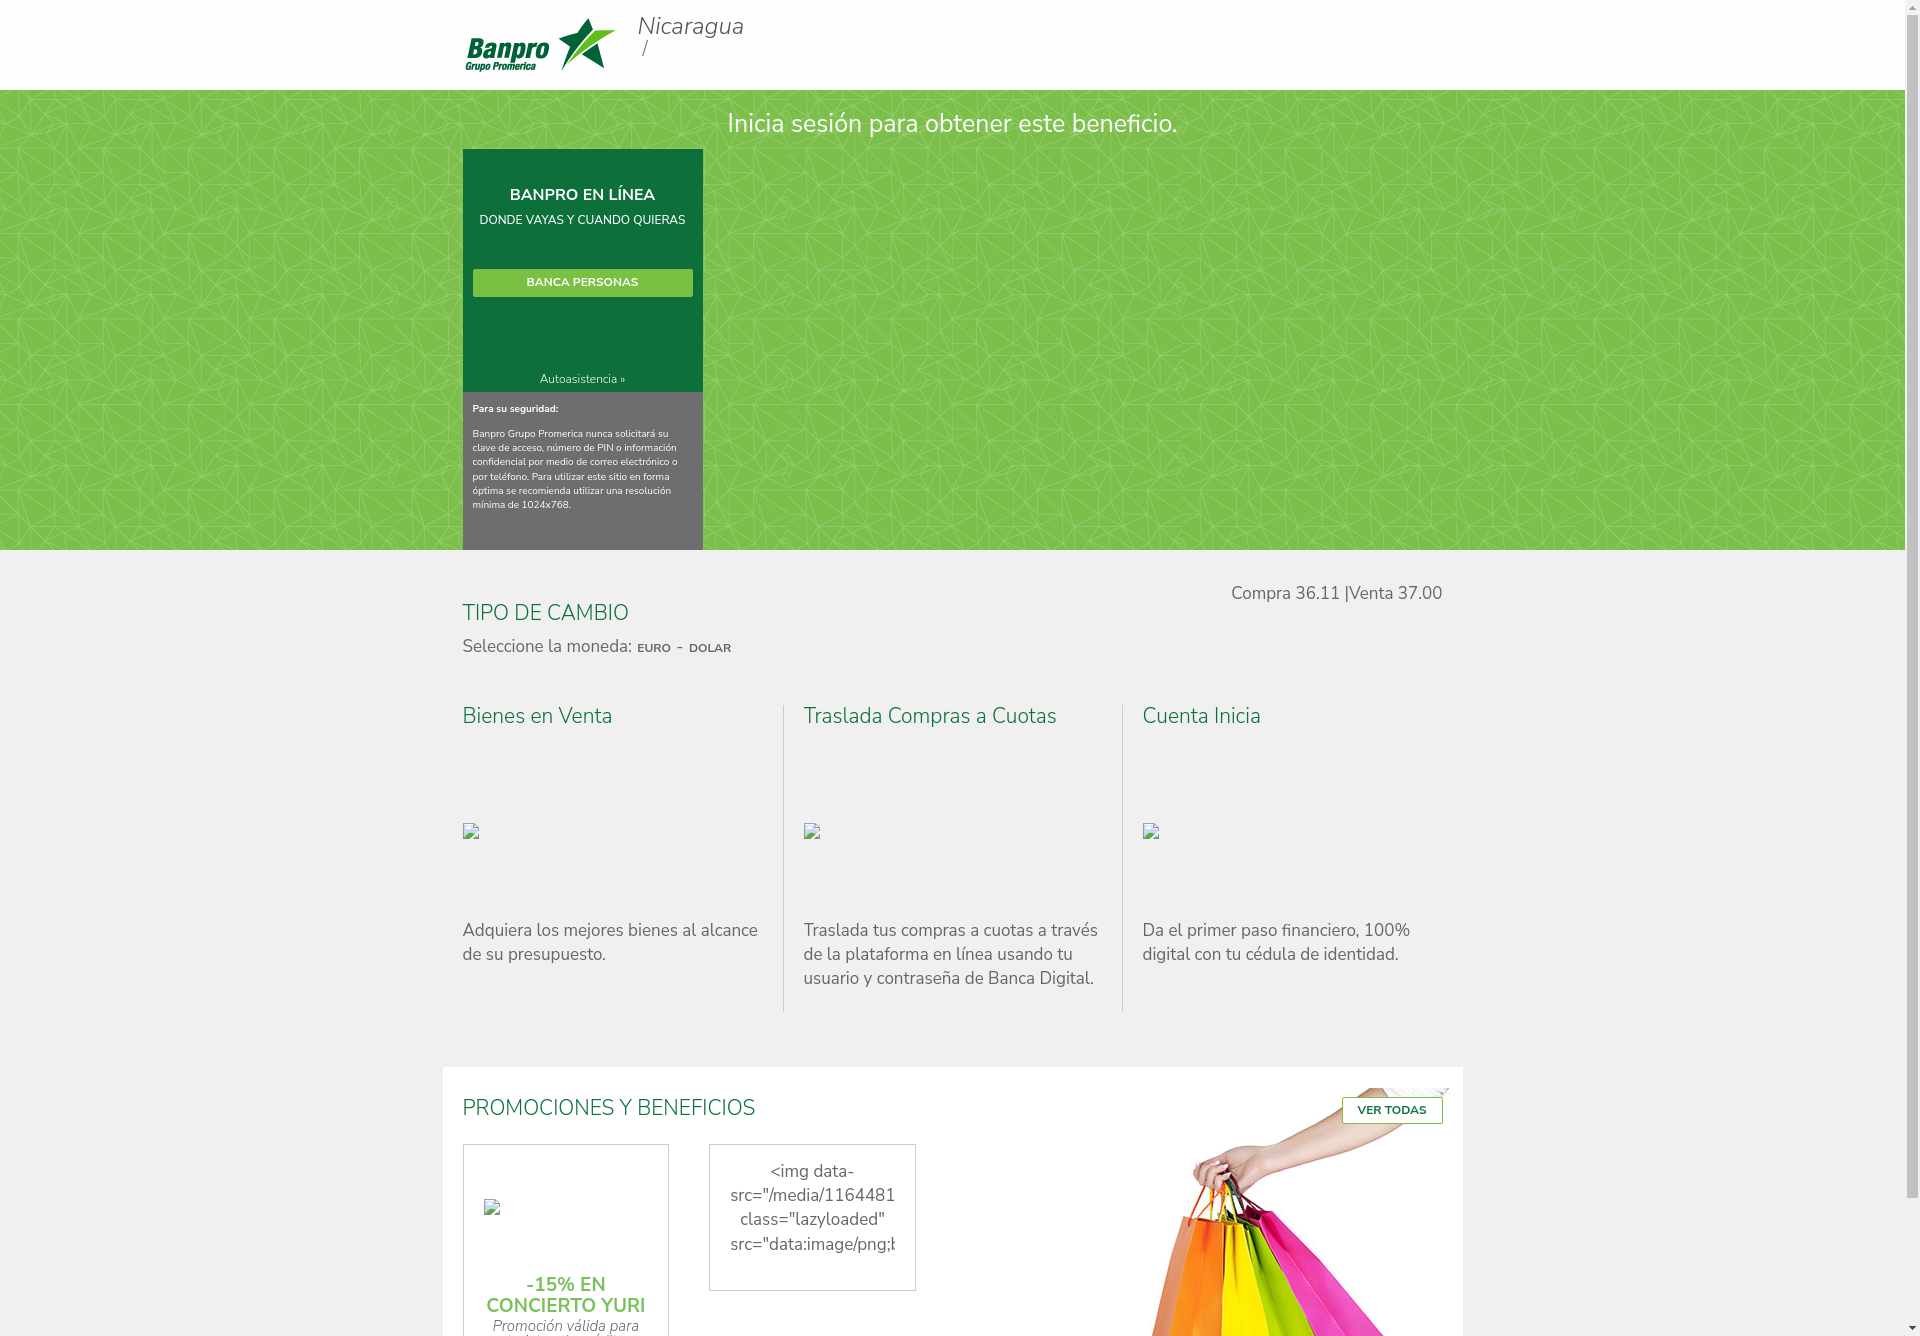 Banpro
Grupo Promerica
Nicaragua
/
Inicia sesión para obtener este beneficio.
BANPRO EN LÍNEA
DONDE VAYAS Y CUANDO QUIERAS
BANCA PERSONAS
Autoasistencia »
Para su seguridad:
Banpro Grupo Promerica nunca solicitará su
clave de acceso, número de PIN o información
confidencial por medio de correo electrónico o
por teléfono. Para utilizar este sitio en forma
óptima se recomienda utilizar una resolución
mínima de 1024x768.
Compra 36.11 |Venta 37.00
TIPO DE CAMBIO
Seleccione la moneda: EURO - DOLAR
Bienes en Venta
Adquiera los mejores bienes al alcance
de su presupuesto.
Traslada Compras a Cuotas
Traslada tus compras a cuotas a través
de la plataforma en línea usando tu
usuario y contraseña de Banca Digital.
Cuenta Inicia
Da el primer paso financiero, 100%
digital con tu cédula de identidad.
PROMOCIONES Y BENEFICIOS
VER TODAS
-15% EN
CONCIERTO YURI
Promoción válida para
<img data-
src="/media/1164481
class="lazyloaded"
src="data:image/png;b